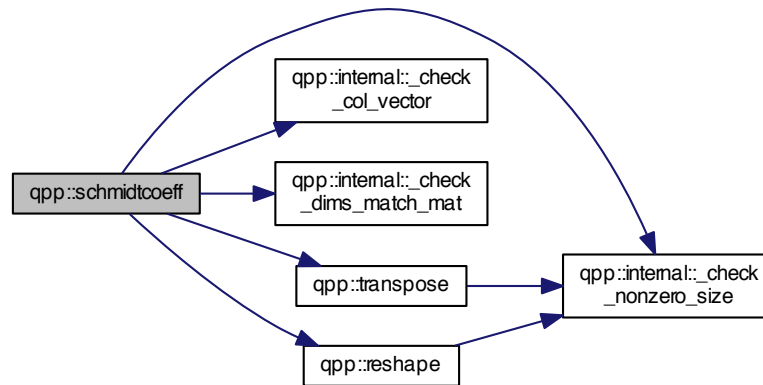 qpp::internal::_check
_col_vector
qpp::schmidtcoeff
qpp::internal::_check
_dims_match_mat
qpp::transpose
qpp::internal::_check
_nonzero_size
qpp::reshape